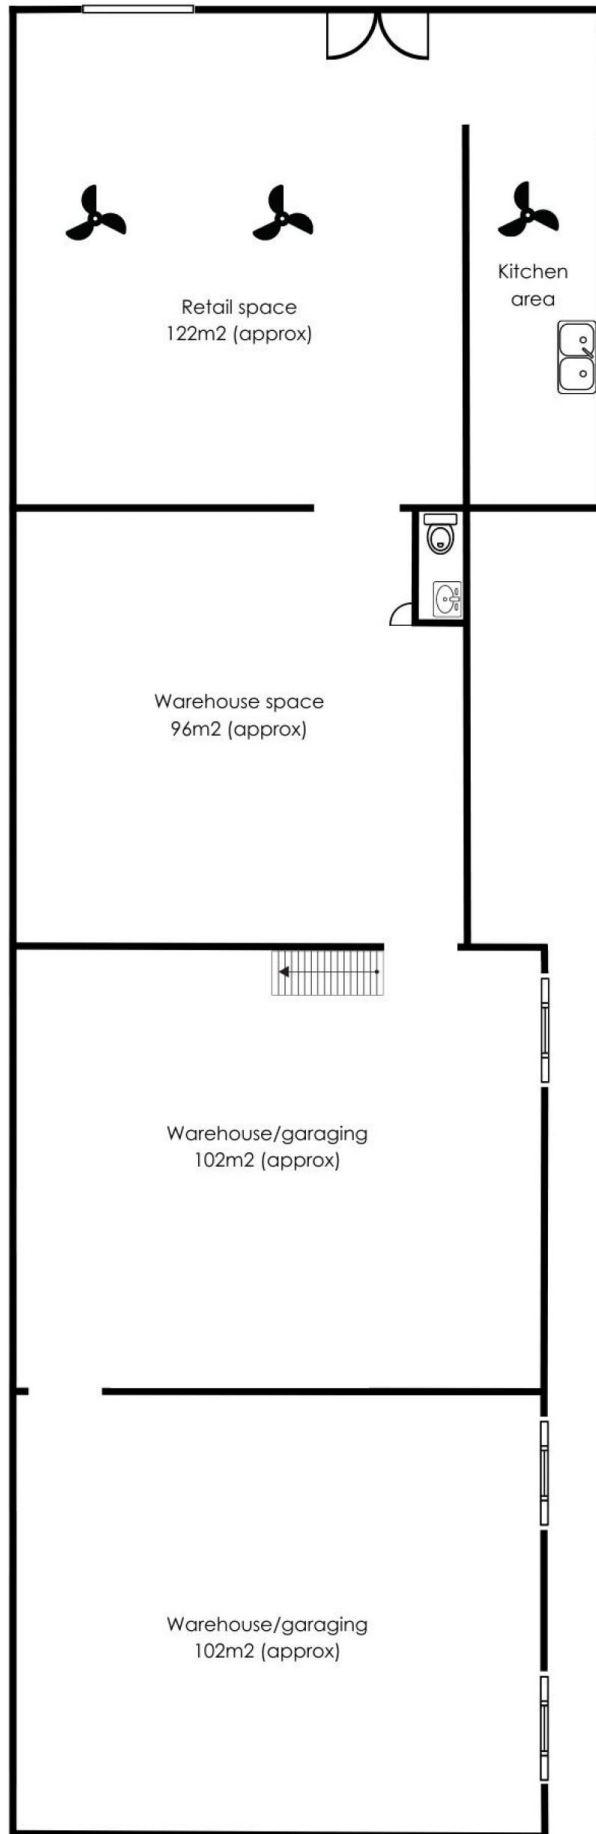 Kitchen
area
Retail space
122m2 (approx)
Warehouse space
96m2 (approx)
Warehouse/garaging
102m2 (approx)
Warehouse/garaging
102m2 (approx)